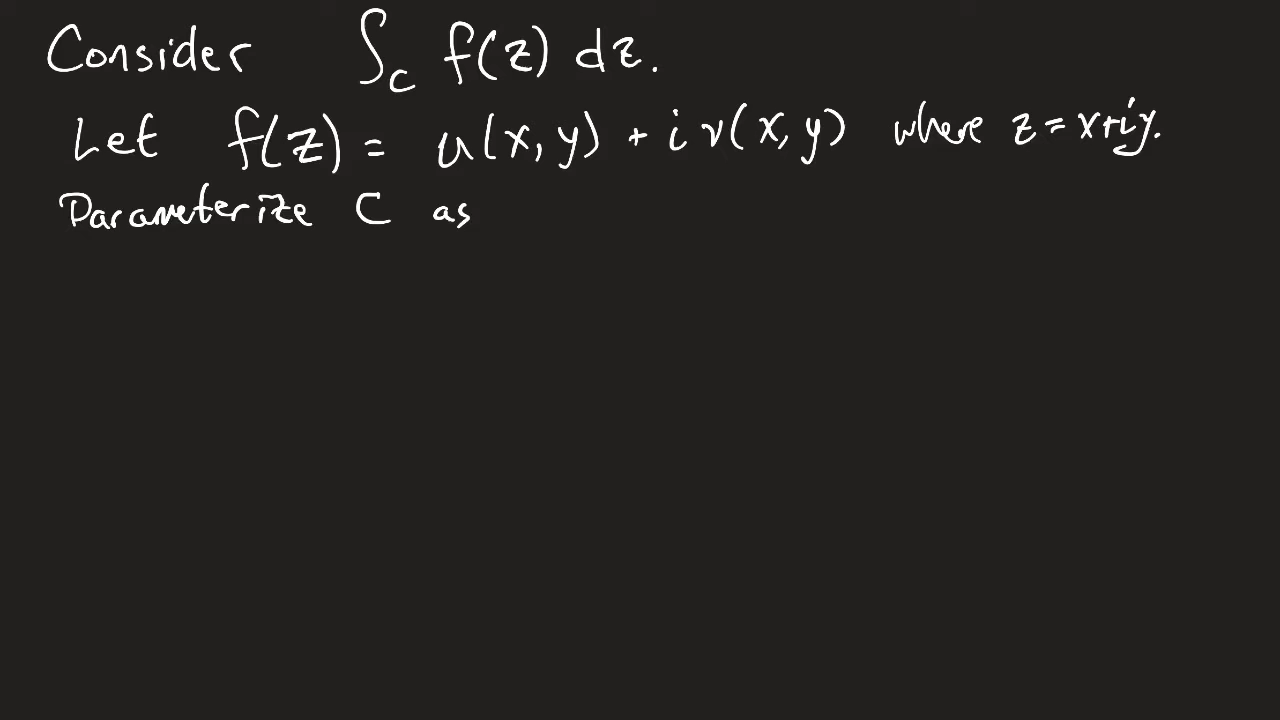 Consider ∫_C f(z) dz.
Let f(z) = u(x, y) + i v(x, y) where z = x+iy.
Parameterize C as